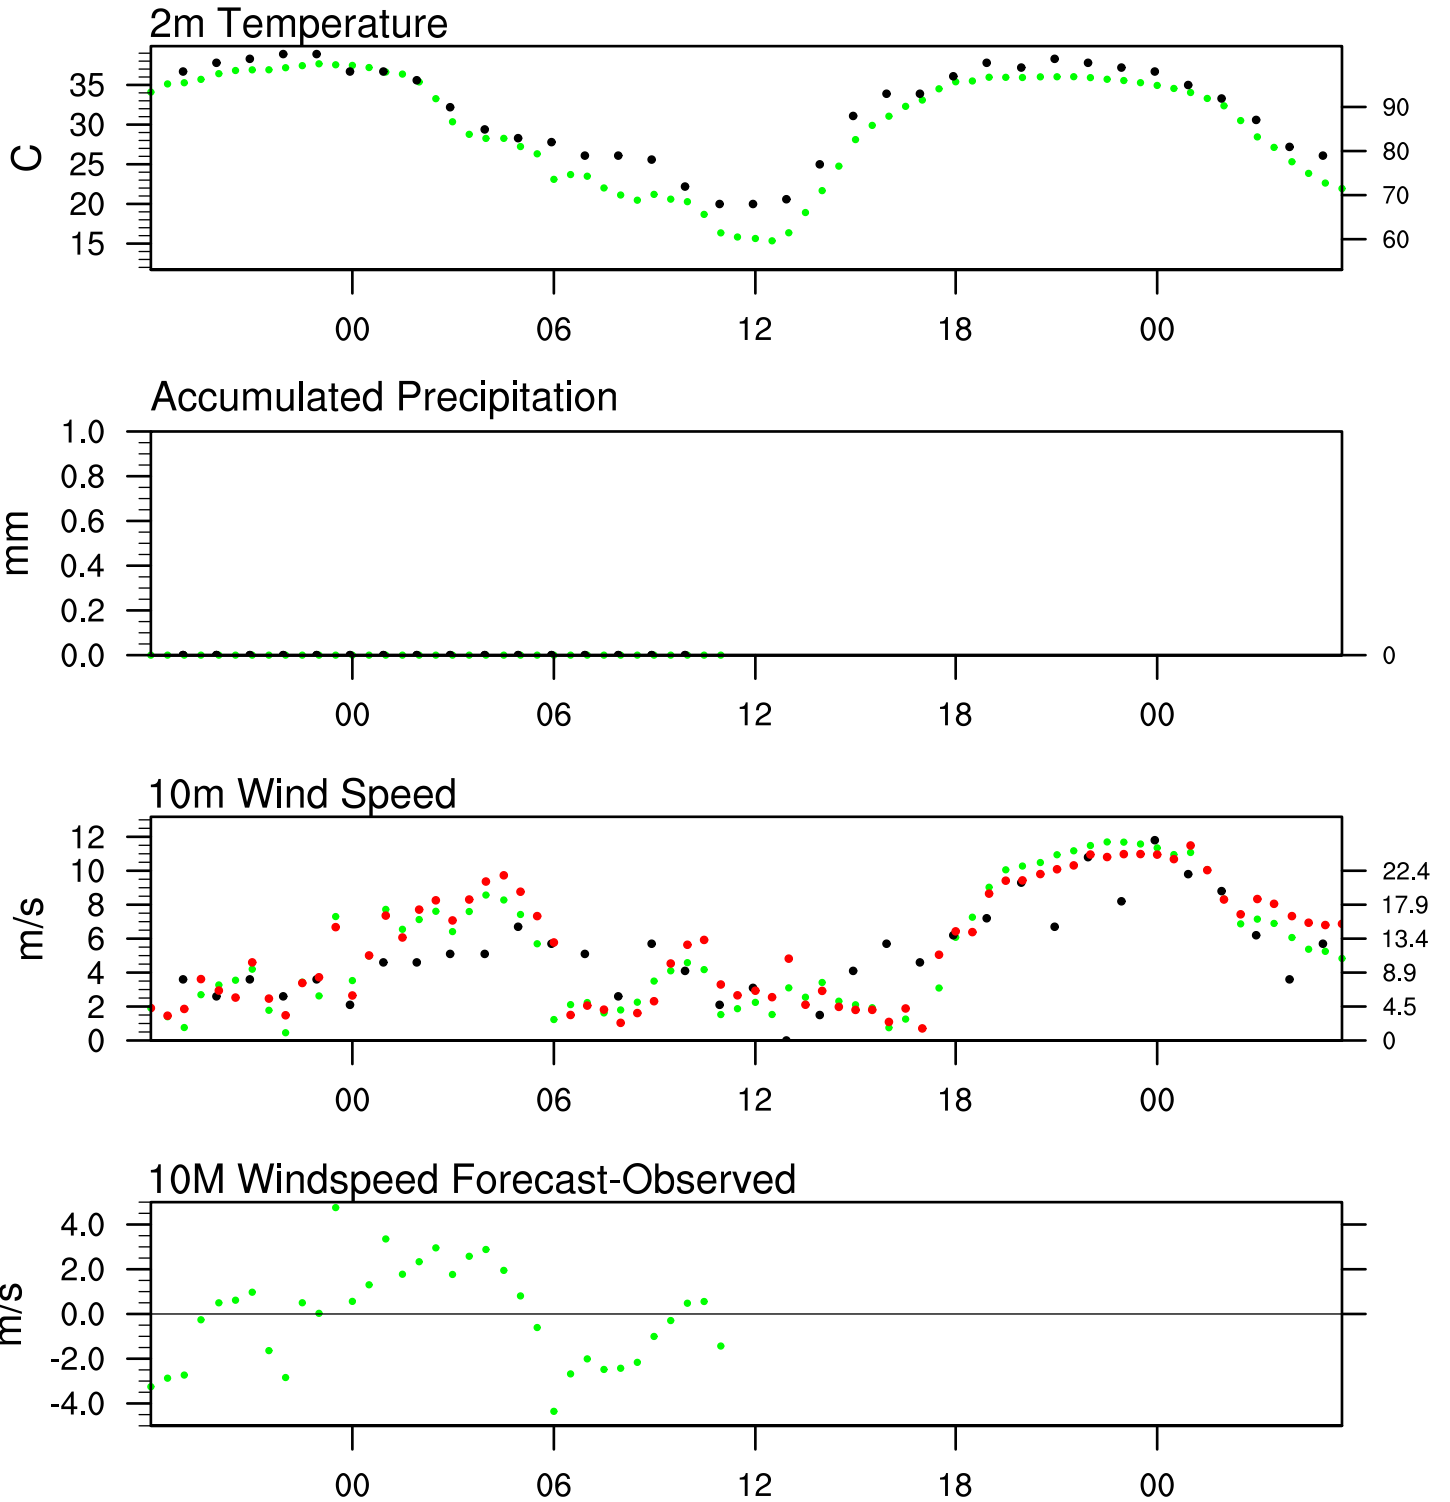 2m Temperature
35
30
25
20
15
C
90
80
70
60
00 06 12 18 00
Accumulated Precipitation
1.0
0.8
0.6
0.4
0.2
0.0
mm
0
00 06 12 18 00
10m Wind Speed
12
10
8
6
4
2
0
m/s
22.4
17.9
13.4
8.9
4.5
0
00 06 12 18 00
10M Windspeed Forecast-Observed
4.0
2.0
0.0
-2.0
-4.0
m/s
00 06 12 18 00